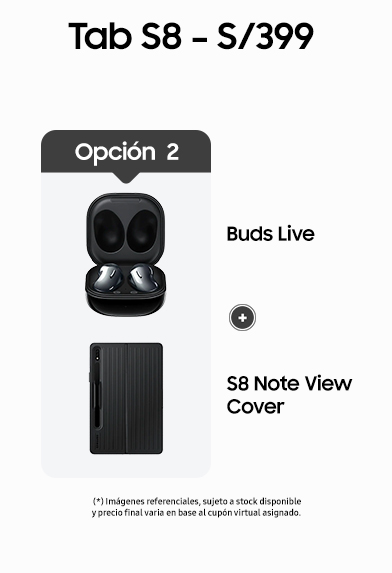 Tab S8 – S/399
Opción 2
Buds Live
+
S8 Note View
Cover
(*) Imágenes referenciales, sujeto a stock disponible
y precio final varia en base al cupón virtual asignado.